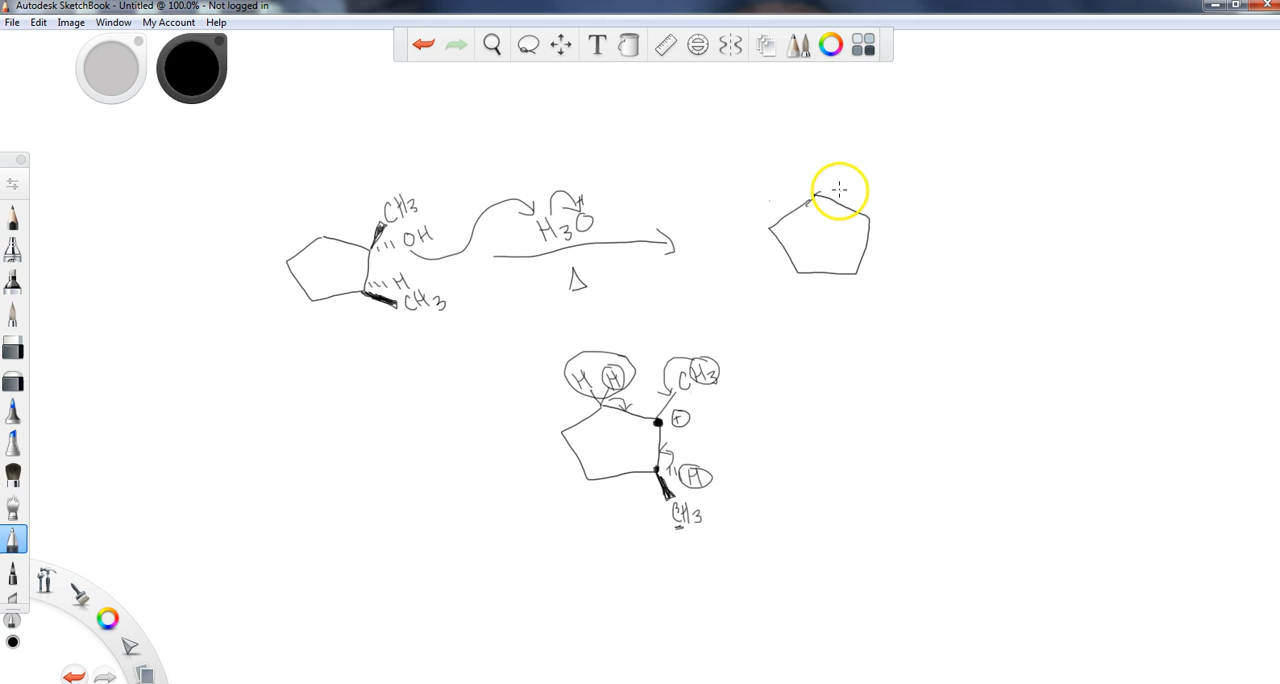 Autodesk SketchBook - Untitled @ 100.0% - Not logged in
File Edit Image Window My Account Help
T
CH3
OH
H3O
+
H
CH3
Δ
H H CH3
+
H
CH3